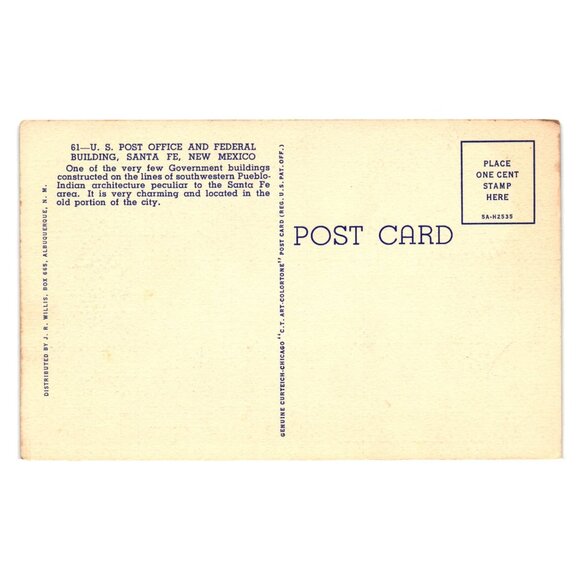 61—U. S. POST OFFICE AND FEDERAL
BUILDING, SANTA FE, NEW MEXICO
One of the very few Government buildings
constructed on the lines of southwestern Pueblo-
Indian architecture peculiar to the Santa Fe
area. It is very charming and located in the
old portion of the city.
DISTRIBUTED BY J. R. WILLIS, BOX 665, ALBUQUERQUE, N. M.
GENUINE CURTEICH-CHICAGO "C.T. ART-COLORTONE" POST CARD (REG. U.S. PAT. OFF.)
POST CARD
PLACE
ONE CENT
STAMP
HERE
5A-H2535